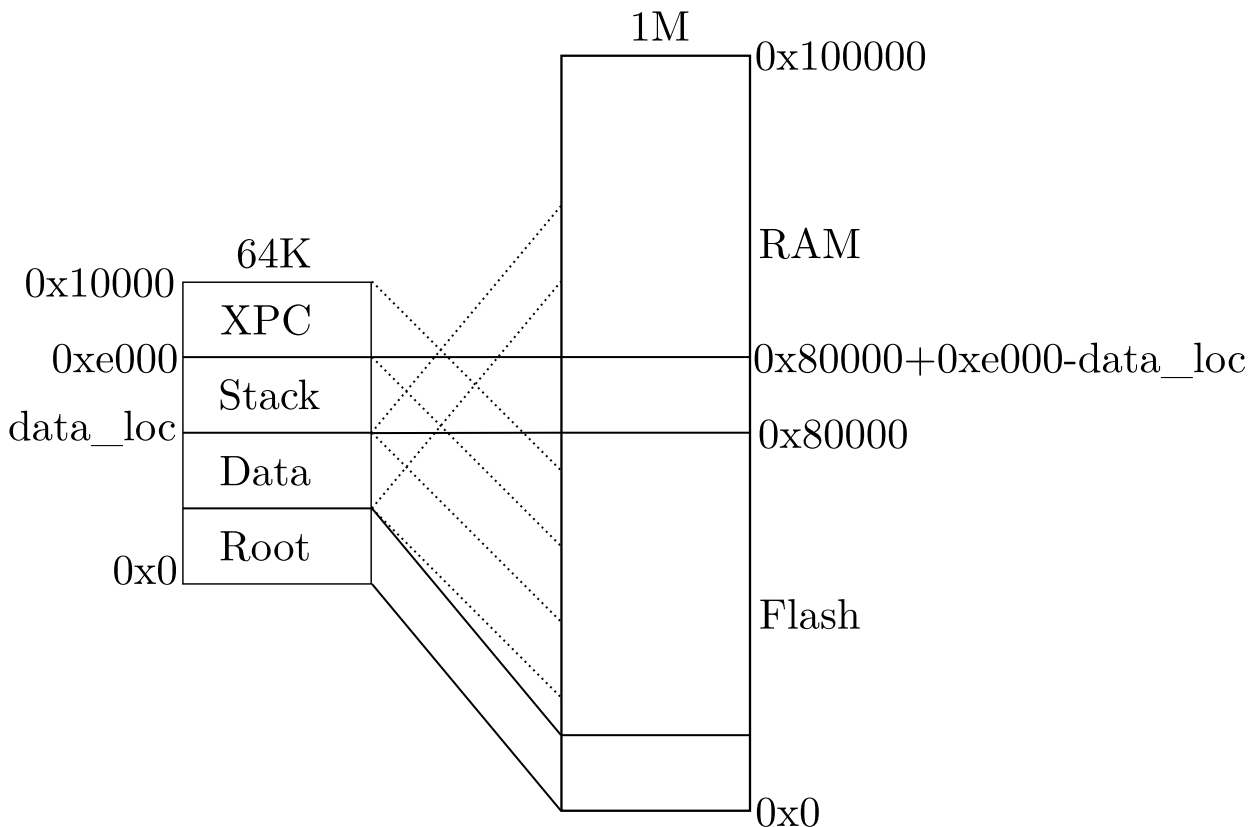 1M
0x100000
RAM
64K
0x10000
XPC
0xe000
0x80000+0xe000-data_loc
Stack
data_loc
0x80000
Data
Root
0x0
Flash
0x0